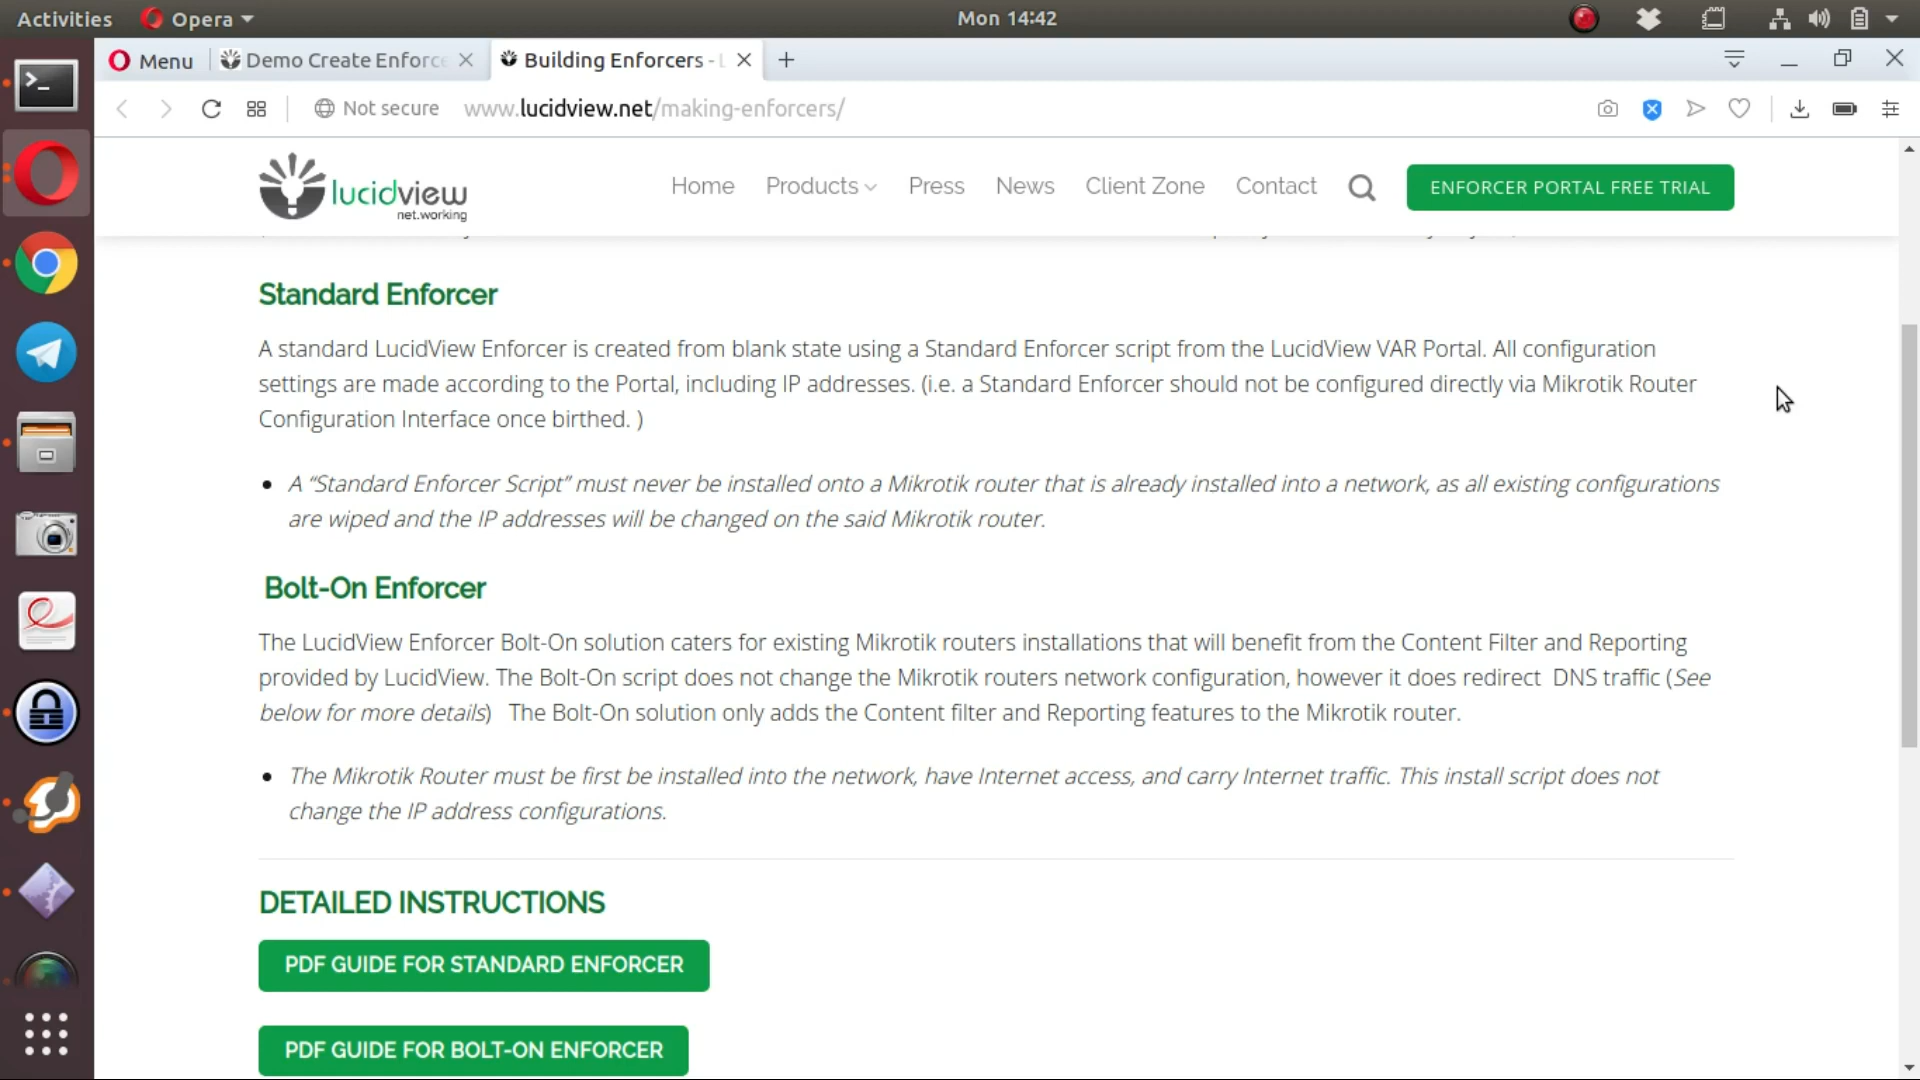 Activities Opera Mon 14:42
Menu Demo Create Enforce Building Enforcers -
Not secure www.lucidview.net/making-enforcers/
lucidview
net.working
Home Products Press News Client Zone Contact ENFORCER PORTAL FREE TRIAL
Standard Enforcer
A standard LucidView Enforcer is created from blank state using a Standard Enforcer script from the LucidView VAR Portal. All configuration
settings are made according to the Portal, including IP addresses. (i.e. a Standard Enforcer should not be configured directly via Mikrotik Router
Configuration Interface once birthed. )
• A “Standard Enforcer Script” must never be installed onto a Mikrotik router that is already installed into a network, as all existing configurations
are wiped and the IP addresses will be changed on the said Mikrotik router.
Bolt-On Enforcer
The LucidView Enforcer Bolt-On solution caters for existing Mikrotik routers installations that will benefit from the Content Filter and Reporting
provided by LucidView. The Bolt-On script does not change the Mikrotik routers network configuration, however it does redirect DNS traffic (See
below for more details) The Bolt-On solution only adds the Content filter and Reporting features to the Mikrotik router.
• The Mikrotik Router must be first be installed into the network, have Internet access, and carry Internet traffic. This install script does not
change the IP address configurations.
DETAILED INSTRUCTIONS
PDF GUIDE FOR STANDARD ENFORCER
PDF GUIDE FOR BOLT-ON ENFORCER